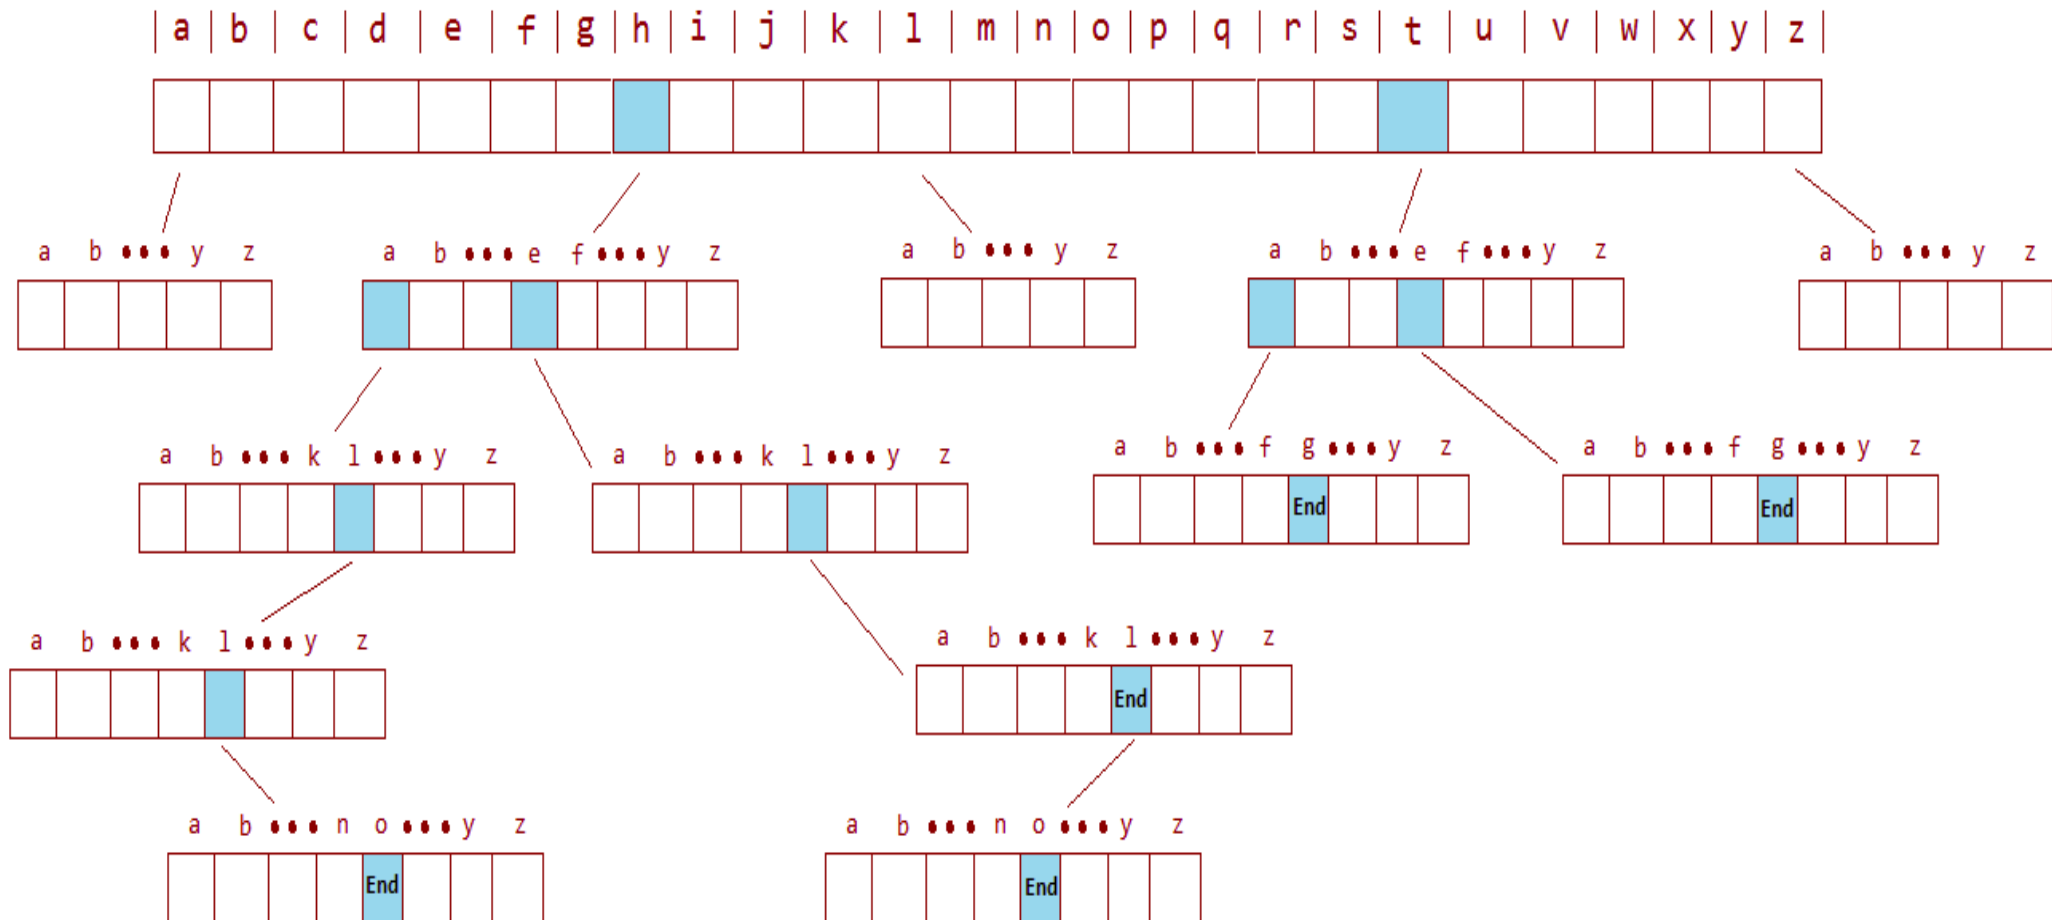 | a | b | c | d | e | f | g | h | i | j | k | l | m | n | o | p | q | r | s | t | u | v | w | x | y | z |
a b ••• y z
a b ••• e f ••• y z
a b ••• y z
a b ••• e f ••• y z
a b ••• y z
a b ••• k l ••• y z
a b ••• k l ••• y z
a b ••• f g ••• y z
End
a b ••• f g ••• y z
End
a b ••• k l ••• y z
a b ••• k l ••• y z
End
a b ••• n o ••• y z
End
a b ••• n o ••• y z
End